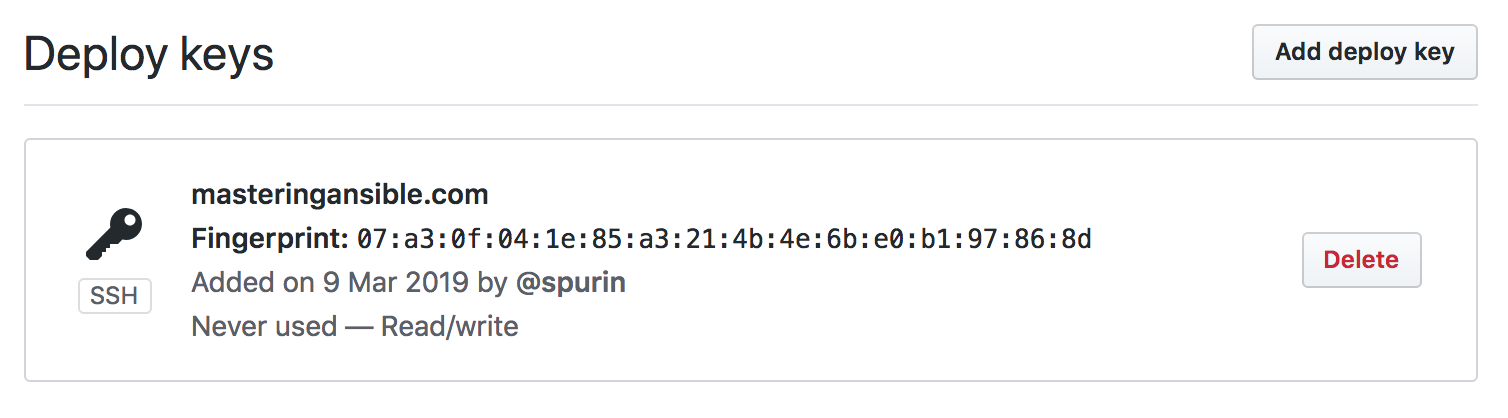 Deploy keys
Add deploy key
masteringansible.com
Fingerprint: 07:a3:0f:04:1e:85:a3:21:4b:4e:6b:e0:b1:97:86:8d
Added on 9 Mar 2019 by @spurin
Never used — Read/write
SSH
Delete